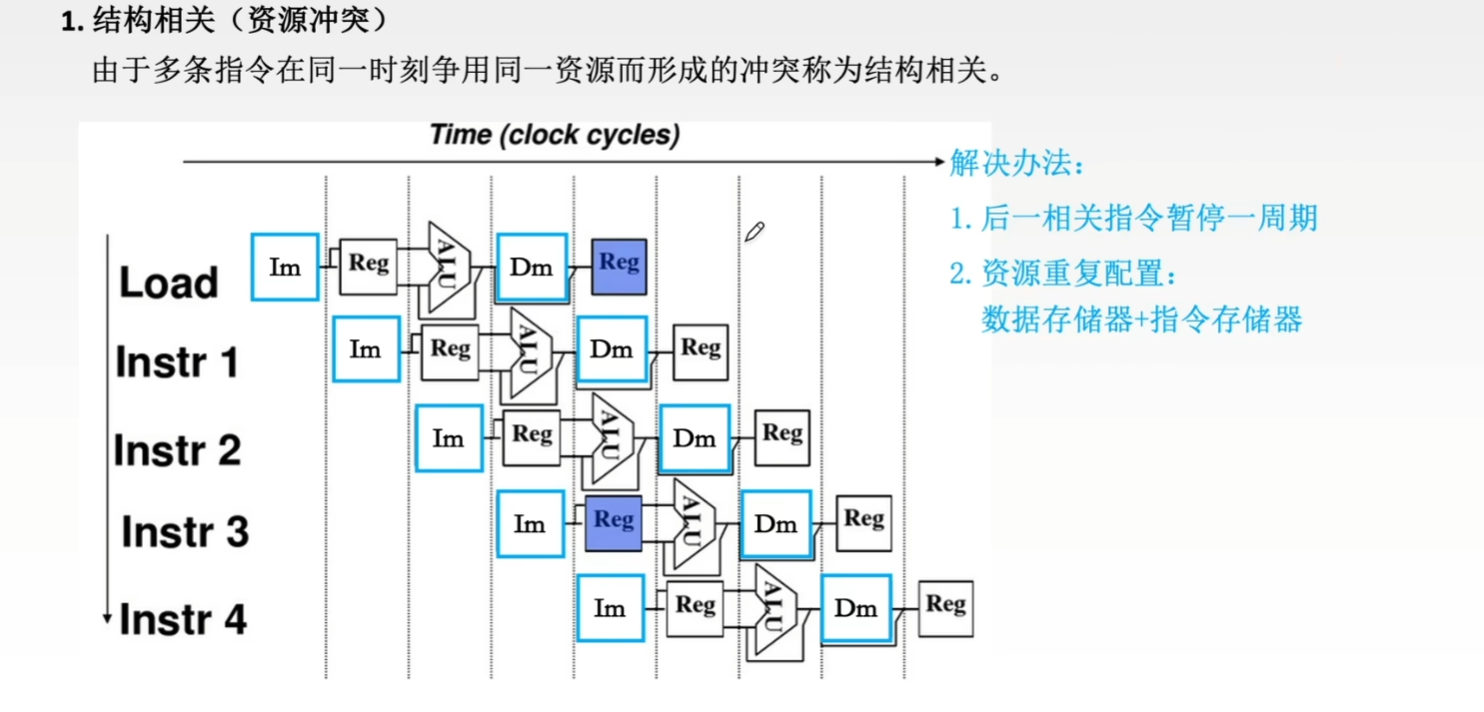 1. 结构相关（资源冲突）
由于多条指令在同一时刻争用同一资源而形成的冲突称为结构相关。
Time (clock cycles)
解决办法：
1. 后一相关指令暂停一周期
2. 资源重复配置：
数据存储器+指令存储器
Load Im Reg ALU Dm Reg
Instr 1 Im Reg ALU Dm Reg
Instr 2 Im Reg ALU Dm Reg
Instr 3 Im Reg ALU Dm Reg
Instr 4 Im Reg ALU Dm Reg